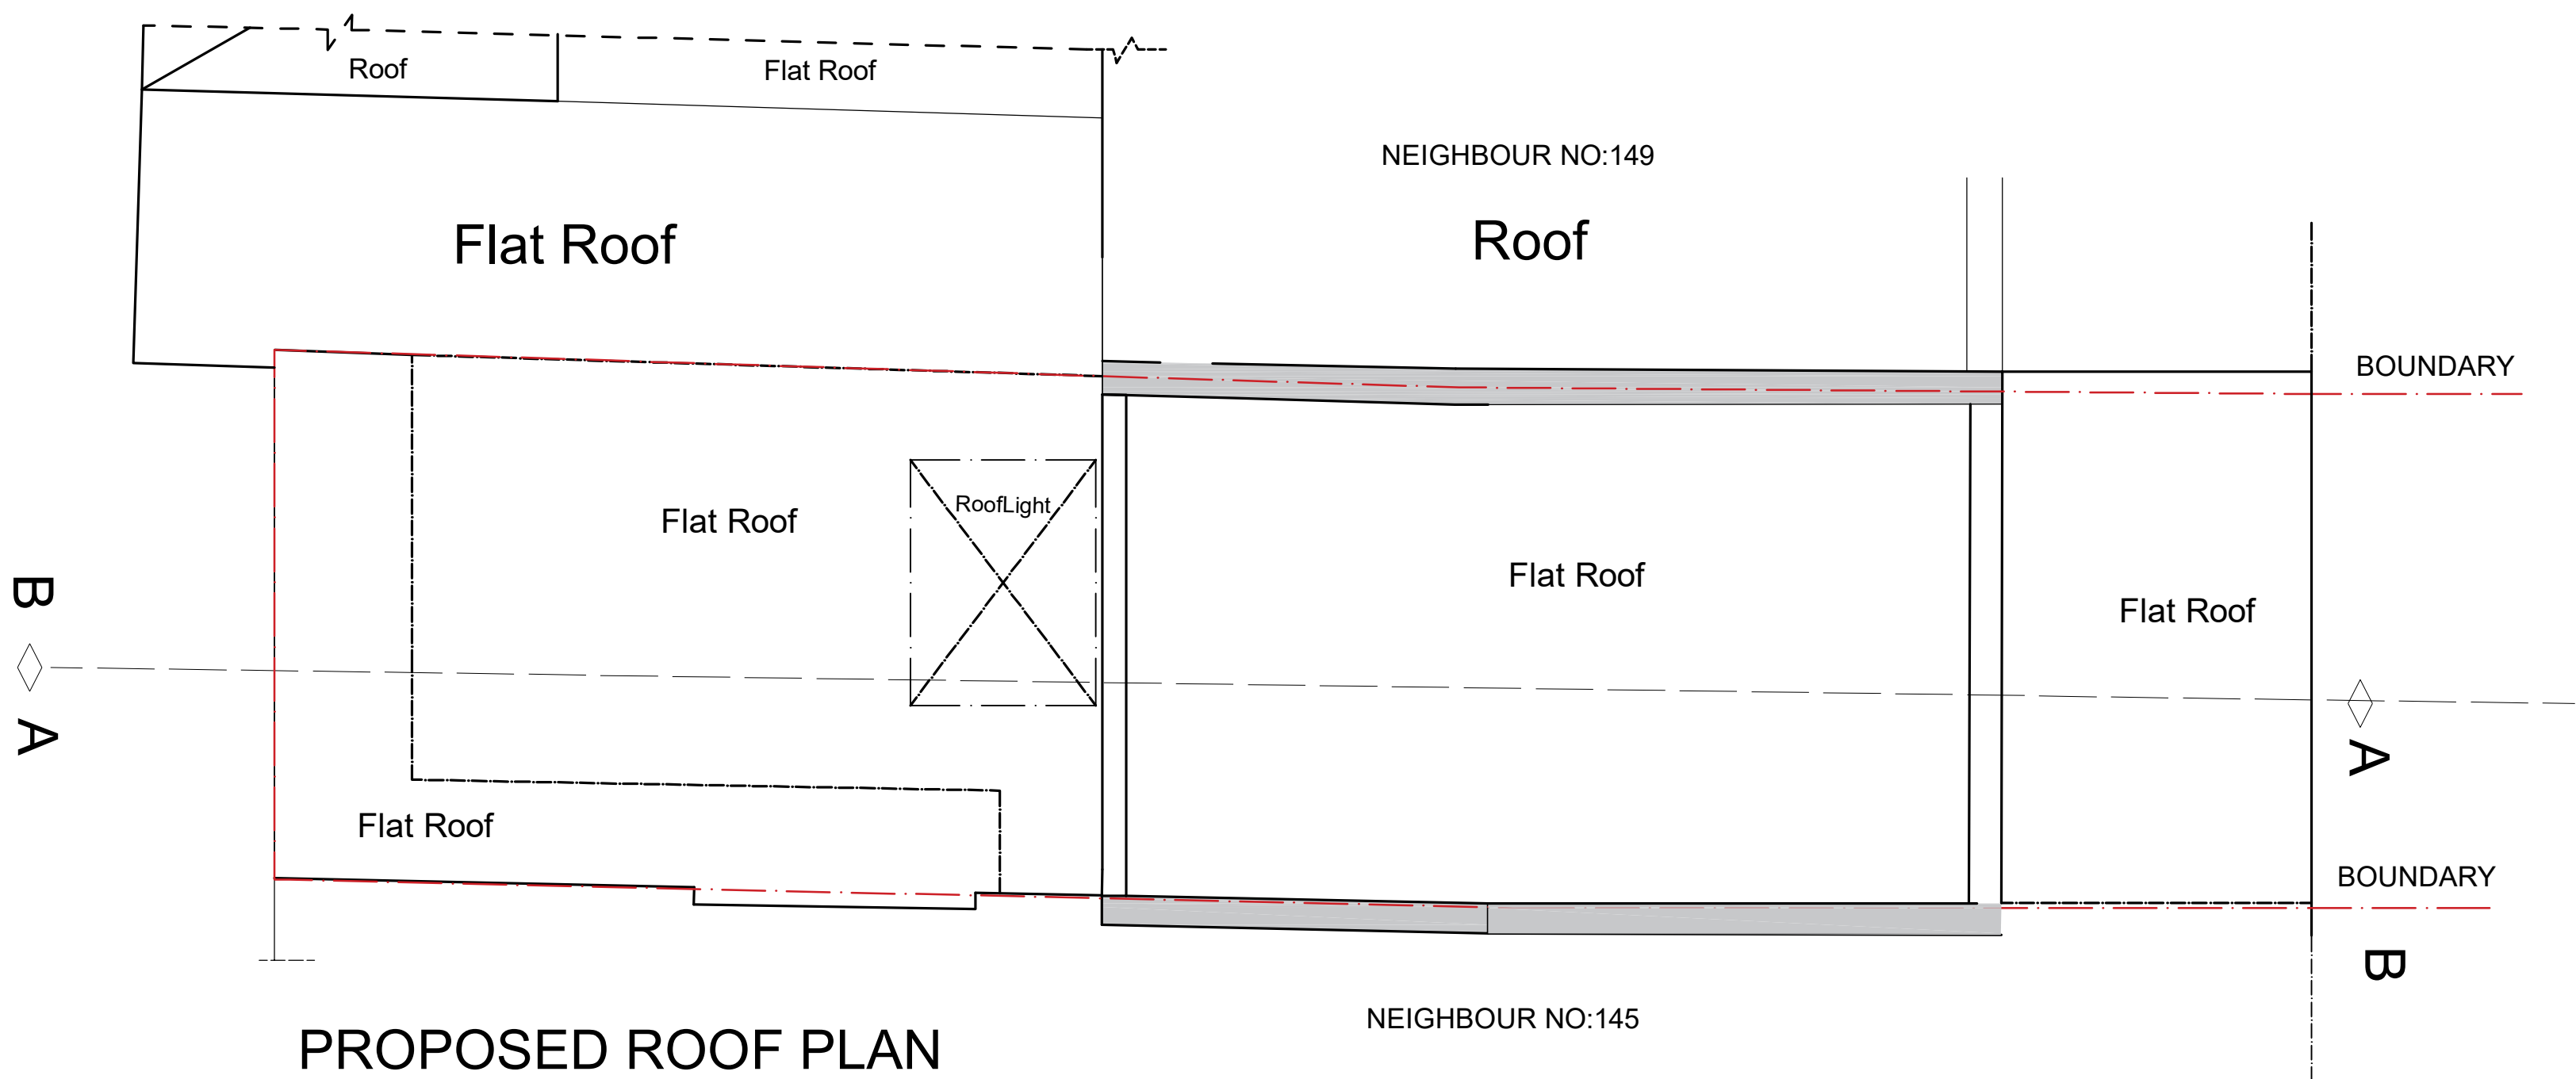 Roof
Flat Roof
NEIGHBOUR NO:149
Flat Roof
Roof
BOUNDARY
RoofLight
Flat Roof
Flat Roof
Flat Roof
B
A
A
Flat Roof
BOUNDARY
B
NEIGHBOUR NO:145
PROPOSED ROOF PLAN